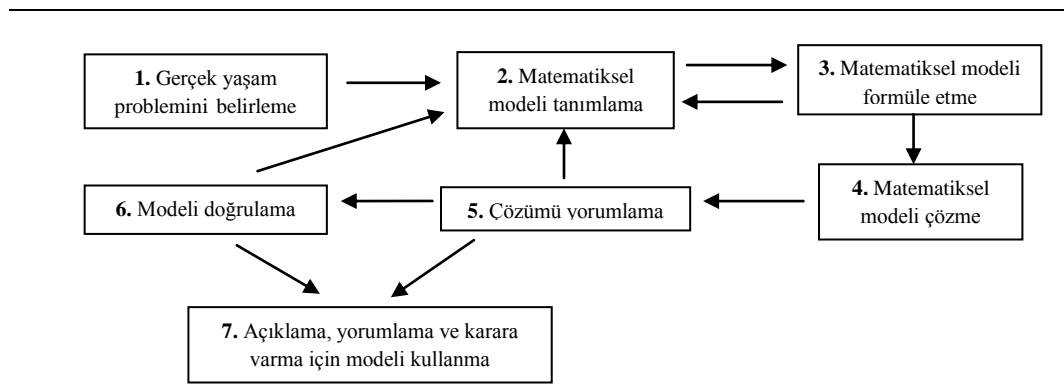 1. Gerçek yaşam
problemini belirleme
2. Matematiksel
modeli tanımlama
3. Matematiksel modeli
formüle etme
6. Modeli doğrulama
5. Çözümü yorumlama
4. Matematiksel
modeli çözme
7. Açıklama, yorumlama ve karara
varma için modeli kullanma